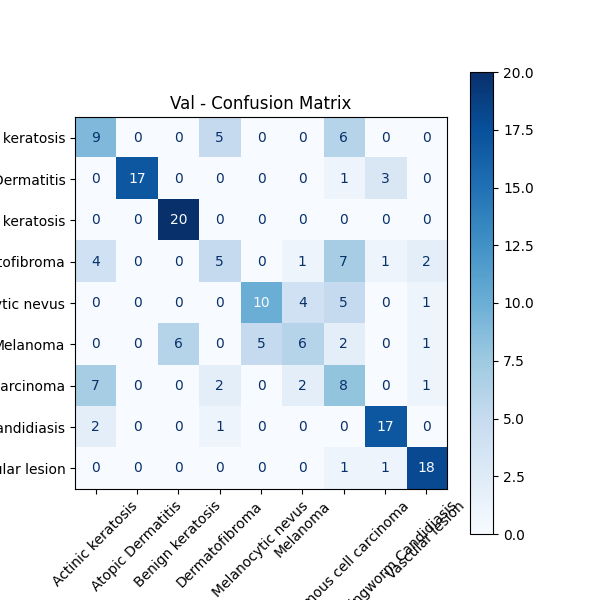 Val - Confusion Matrix
keratosis 9 0 0 5 0 0 6 0 0
Dermatitis 0 17 0 0 0 0 1 3 0
keratosis 0 0 20 0 0 0 0 0 0
tofibroma 4 0 0 5 0 1 7 1 2
tic nevus 0 0 0 0 10 4 5 0 1
Melanoma 0 0 6 0 5 6 2 0 1
arcinoma 7 0 0 2 0 2 8 0 1
andidiasis 2 0 0 1 0 0 0 17 0
ular lesion 0 0 0 0 0 0 1 1 18
Actinic keratosis
Atopic Dermatitis
Benign keratosis
Dermatofibroma
Melanocytic nevus
Melanoma
mous cell carcinoma
ngworm Candidiasis
Vascular lesion
20.0
17.5
15.0
12.5
10.0
7.5
5.0
2.5
0.0